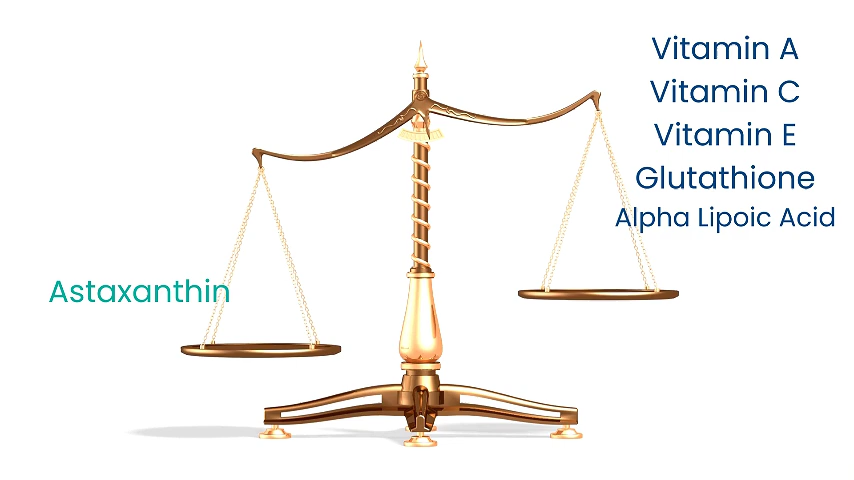 Vitamin A
Vitamin C
Vitamin E
Glutathione
Alpha Lipoic Acid
Astaxanthin